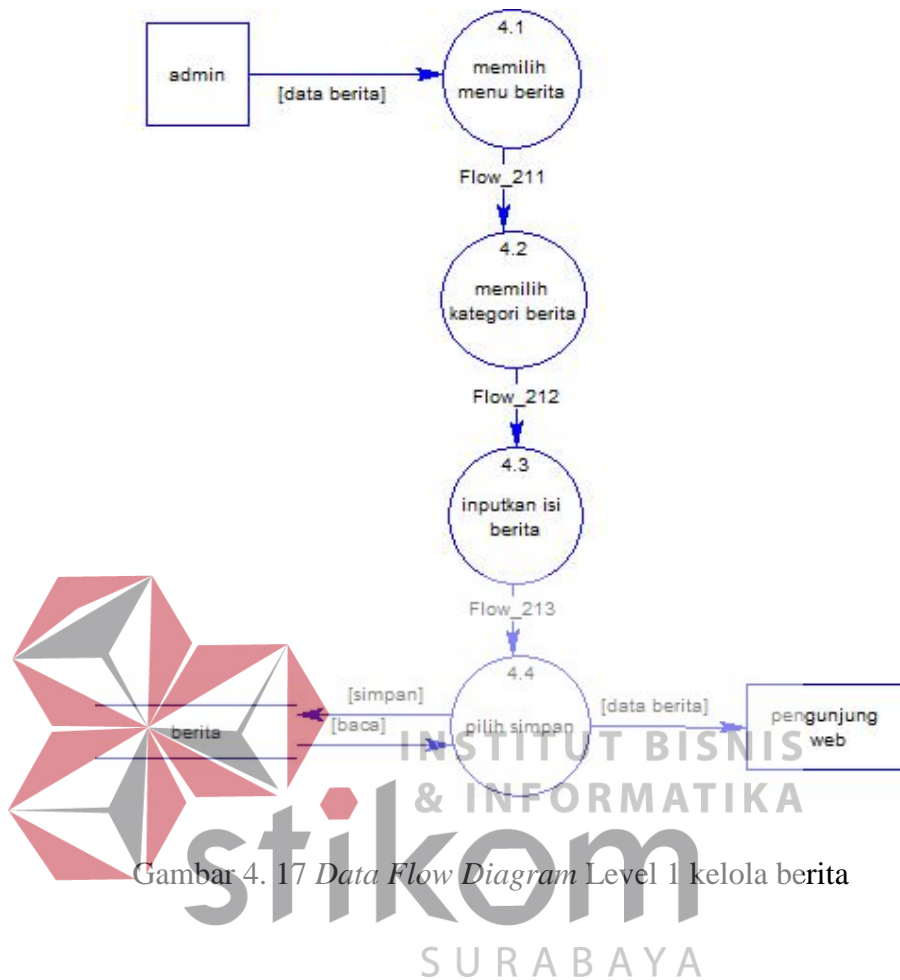 admin
[data berita]
4.1
memilih
menu berita
Flow_211
4.2
memilih
kategori berita
Flow_212
4.3
inputkan isi
berita
Flow_213
4.4
pilih simpan
[simpan]
[baca]
berita
[data berita]
pengunjung
web
INSTITUT BISNIS
& INFORMATIKA
stikom
SURABAYA
Gambar 4. 17 Data Flow Diagram Level 1 kelola berita